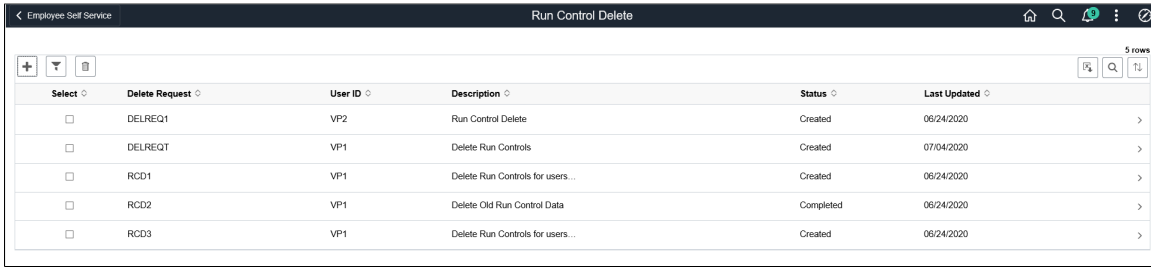 Employee Self Service Run Control Delete 9
5 rows
Select Delete Request User ID Description Status Last Updated
DELREQ1 VP2 Run Control Delete Created 06/24/2020
DELREQT VP1 Delete Run Controls Created 07/04/2020
RCD1 VP1 Delete Run Controls for users... Created 06/24/2020
RCD2 VP1 Delete Old Run Control Data Completed 06/24/2020
RCD3 VP1 Delete Run Controls for users... Created 06/24/2020